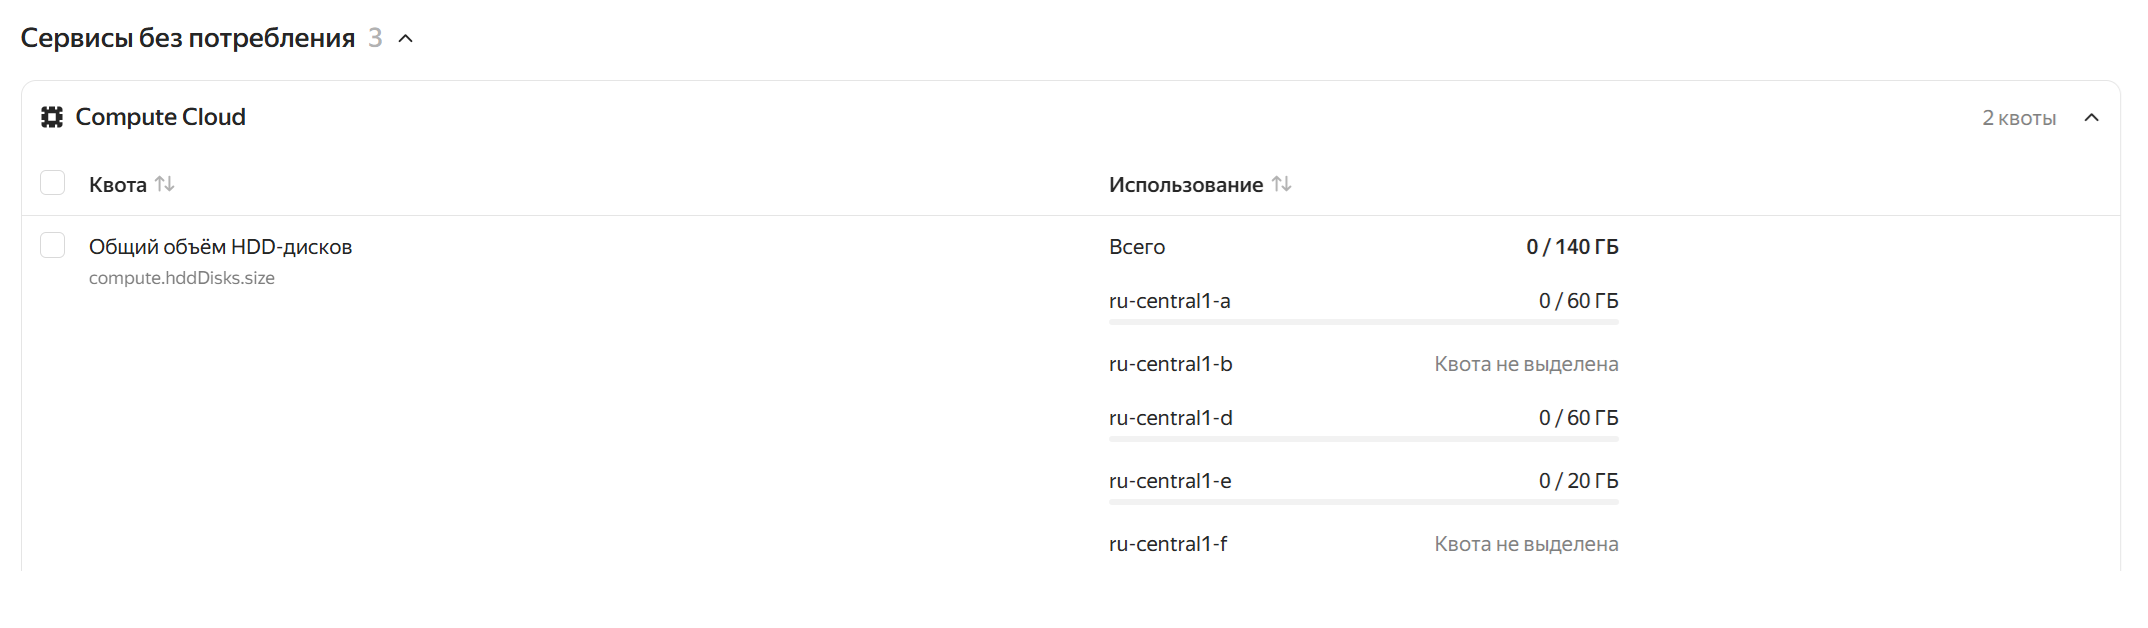 Сервисы без потребления 3
Compute Cloud 2 квоты
Квота Использование
Общий объём HDD-дисков Всего 0 / 140 ГБ
compute.hddDisks.size
ru-central1-a 0 / 60 ГБ
ru-central1-b Квота не выделена
ru-central1-d 0 / 60 ГБ
ru-central1-e 0 / 20 ГБ
ru-central1-f Квота не выделена